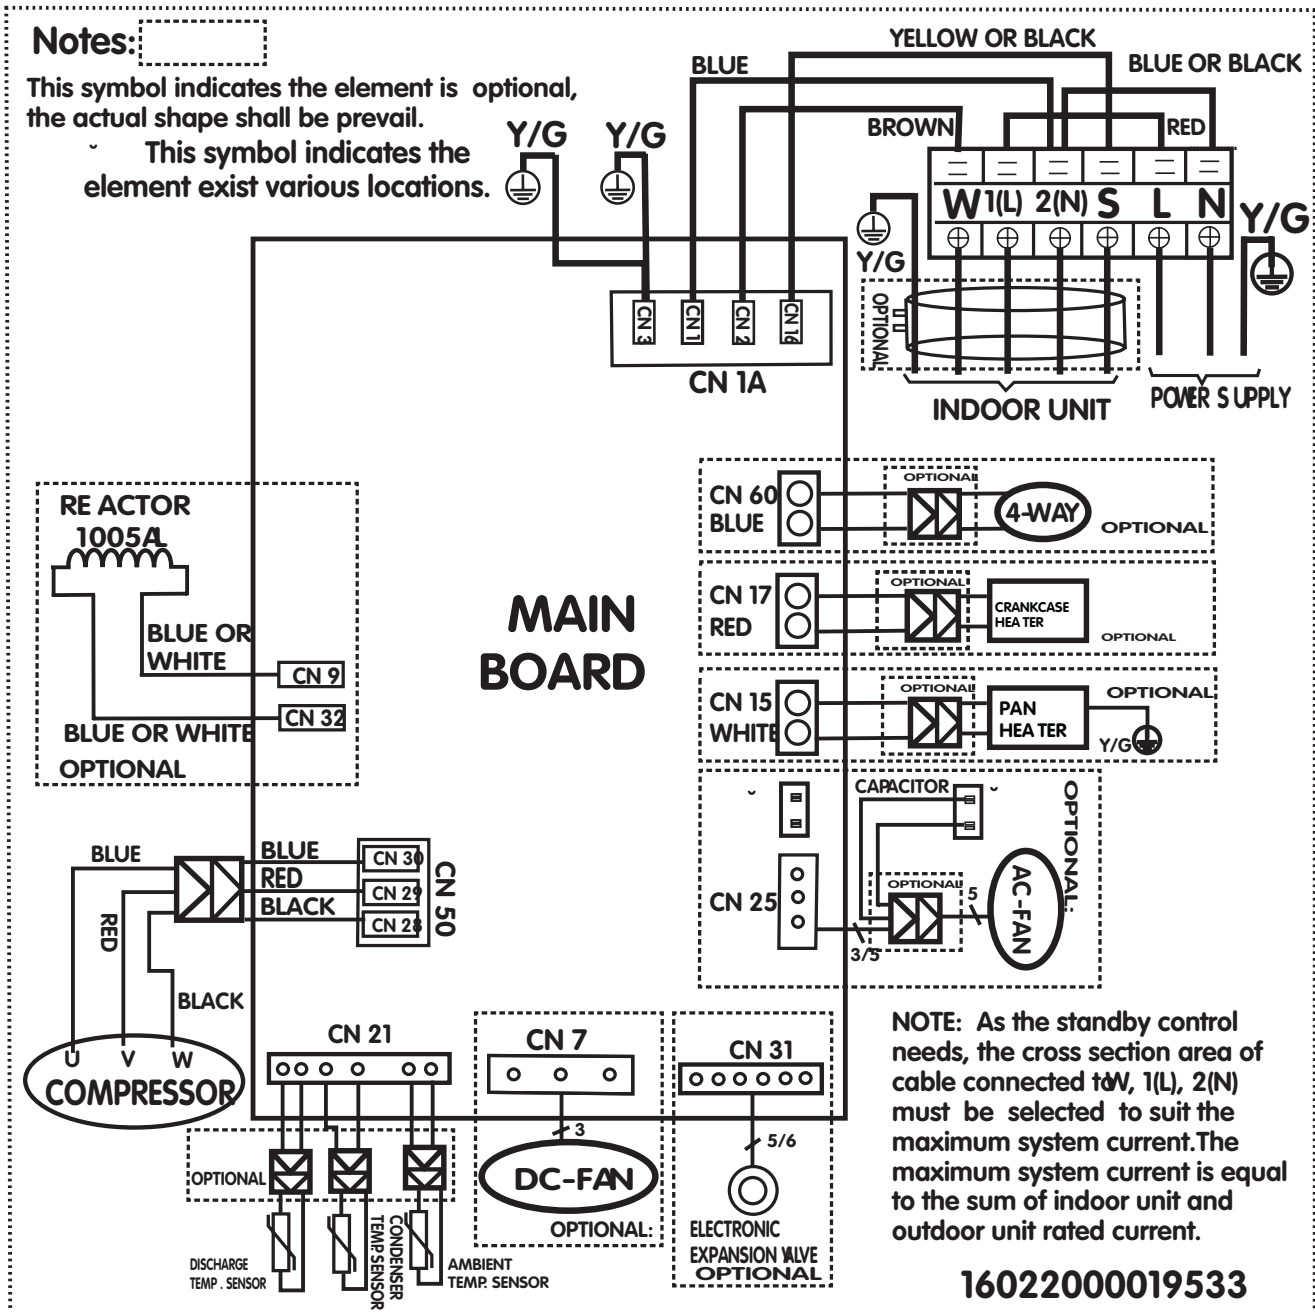 Notes:
This symbol indicates the element is optional,
the actual shape shall be prevail.
˘ This symbol indicates the
element exist various locations.
Y/G
Y/G
BLUE
YELLOW OR BLACK
BLUE OR BLACK
BROWN
RED
W 1(L) 2(N) S L N
Y/G
Y/G
OPTIONAL
INDOOR UNIT
POWER SUPPLY
CN 3
CN 1
CN 2
CN 16
CN 1A
RE ACTOR
1005AL
BLUE OR
WHITE
CN 9
CN 32
BLUE OR WHITE
OPTIONAL
MAIN
BOARD
CN 60
BLUE
OPTIONAL
4-WAY
OPTIONAL
CN 17
RED
OPTIONAL
CRANKCASE
HEA TER
OPTIONAL
CN 15
WHITE
OPTIONAL
PAN
HEA TER
OPTIONAL
Y/G
˘
CAPACITOR
˘
OPTIONAL:
CN 25
OPTIONAL
3/5
5
AC-FAN
BLUE
RED
BLACK
BLUE
RED
BLACK
CN 30
CN 29
CN 28
CN 50
U V W
COMPRESSOR
CN 21
OPTIONAL
DISCHARGE
TEMP . SENSOR
CONDENSER
TEMP. SENSOR
AMBIENT
TEMP. SENSOR
CN 7
3
DC-FAN
OPTIONAL:
CN 31
5/6
ELECTRONIC
EXPANSION VALVE
OPTIONAL
NOTE: As the standby control
needs, the cross section area of
cable connected to W, 1(L), 2(N)
must be selected to suit the
maximum system current.The
maximum system current is equal
to the sum of indoor unit and
outdoor unit rated current.
16022000019533